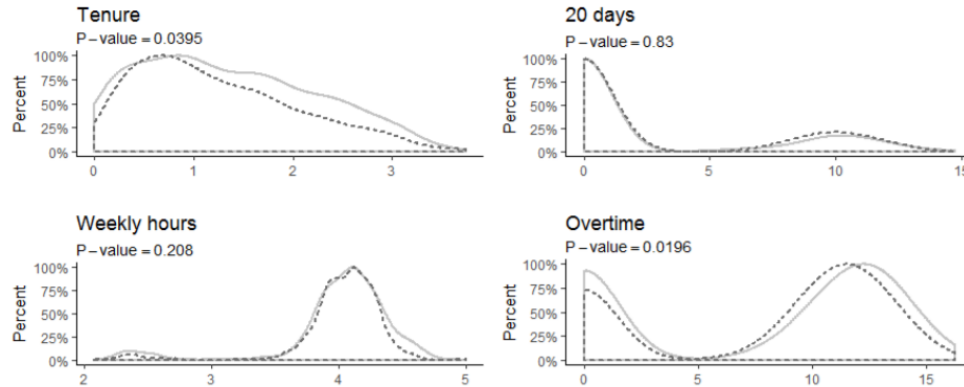 Tenure
P – value = 0.0395
Percent
100%
75%
50%
25%
0%
0 1 2 3
20 days
P – value = 0.83
Percent
100%
75%
50%
25%
0%
0 5 10 15
Weekly hours
P – value = 0.208
Percent
100%
75%
50%
25%
0%
2 3 4 5
Overtime
P – value = 0.0196
Percent
100%
75%
50%
25%
0%
0 5 10 15